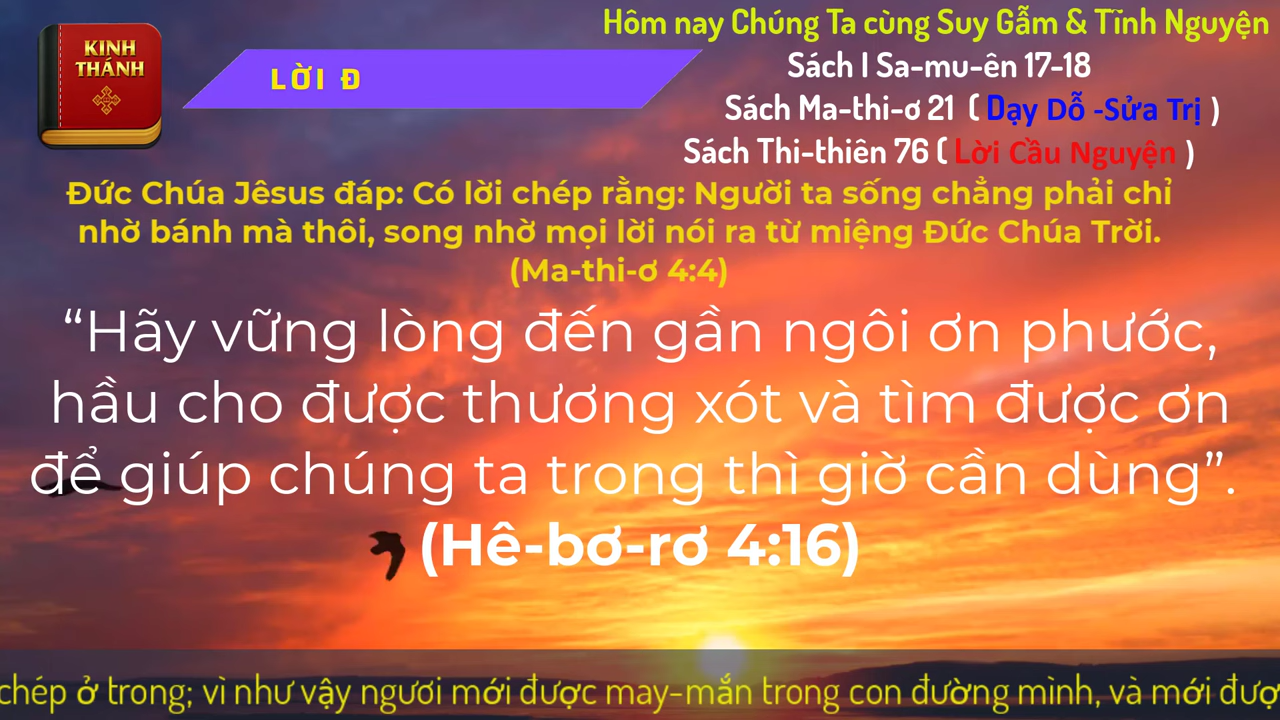 KINH
THÁNH
LỜI Đ
Hôm nay Chúng Ta cùng Suy Gẫm & Tĩnh Nguyện
Sách I Sa-mu-ên 17-18
Sách Ma-thi-ơ 21 ( Dạy Dỗ -Sửa Trị )
Sách Thi-thiên 76 ( Lời Cầu Nguyện )
Đức Chúa Jêsus đáp: Có lời chép rằng: Người ta sống chẳng phải chỉ
nhờ bánh mà thôi, song nhờ mọi lời nói ra từ miệng Đức Chúa Trời.
(Ma-thi-ơ 4:4)
“Hãy vững lòng đến gần ngôi ơn phước,
hầu cho được thương xót và tìm được ơn
để giúp chúng ta trong thì giờ cần dùng”.
(Hê-bơ-rơ 4:16)
chép ở trong; vì như vậy ngươi mới được may-mắn trong con đường mình, và mới đượ